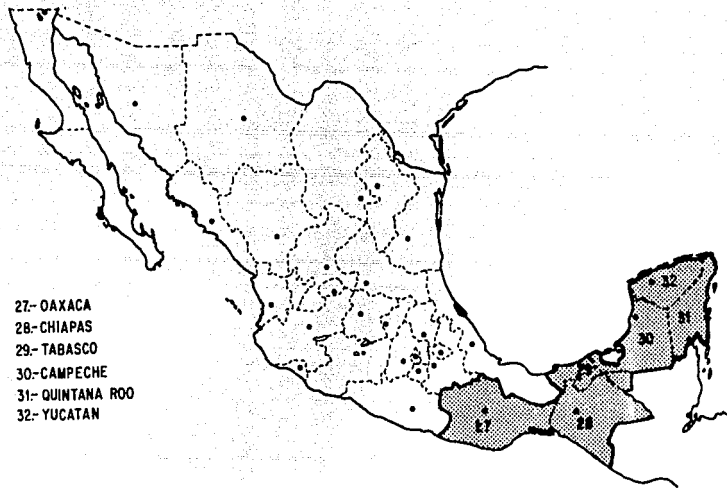 27.- OAXACA
28.- CHIAPAS
29.- TABASCO
30.- CAMPECHE
31.- QUINTANA ROO
32.- YUCATAN
32
31
30
27
28